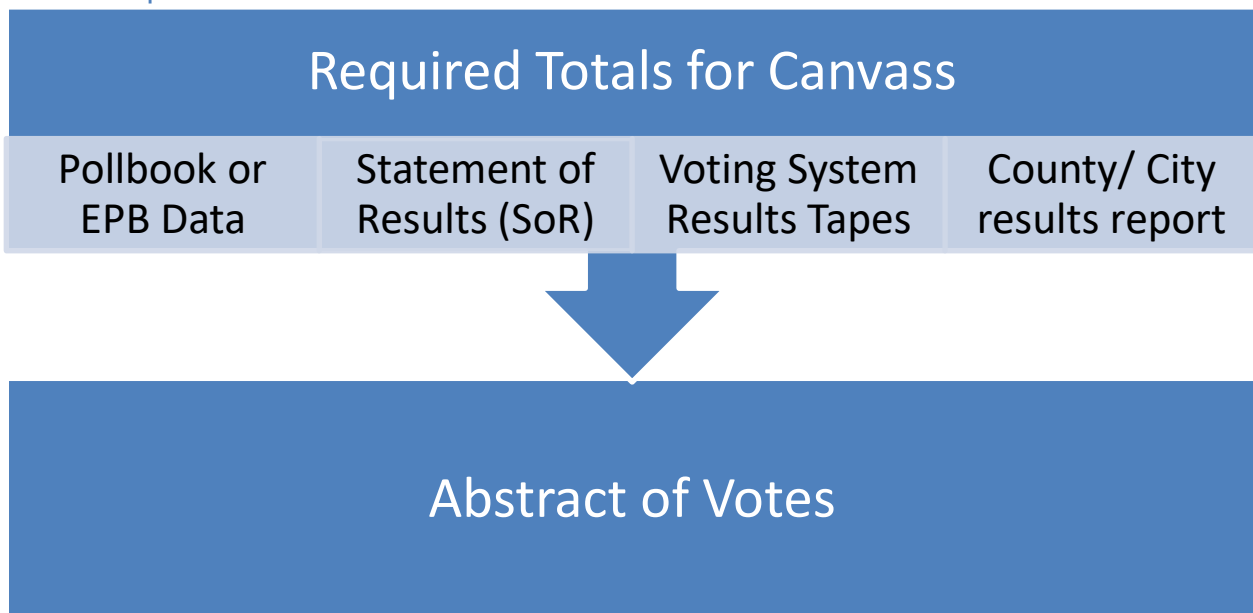 Required Totals for Canvass
Pollbook or
EPB Data
Statement of
Results (SoR)
Voting System
Results Tapes
County/ City
results report
Abstract of Votes